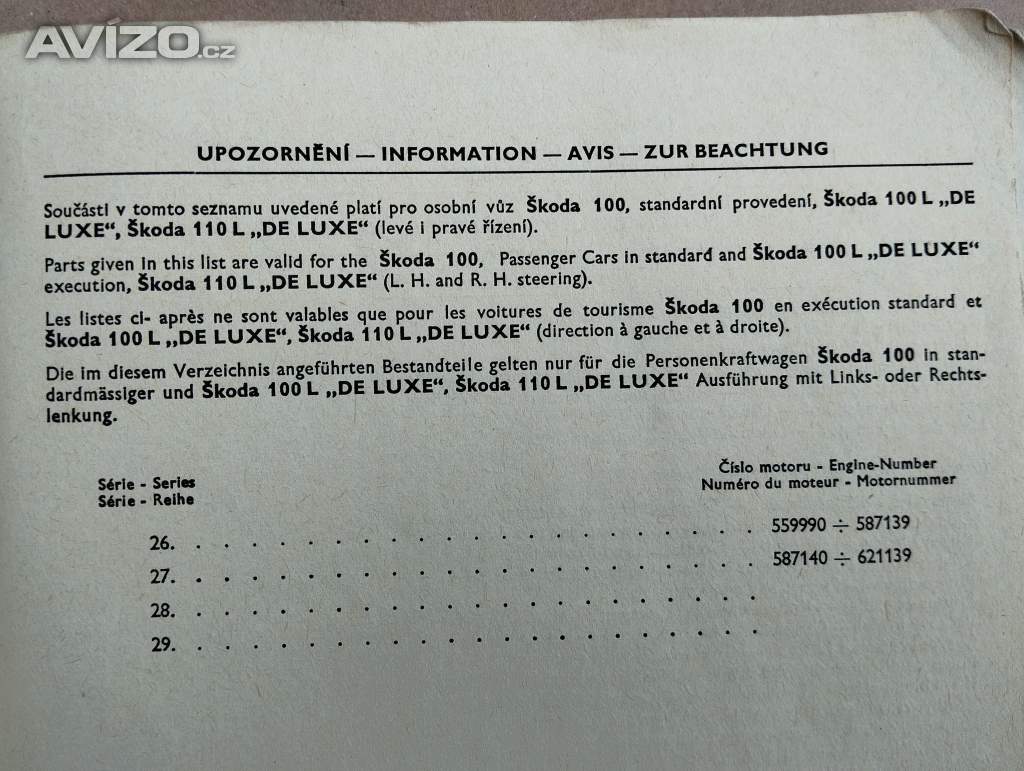 AVÍZO.cz
UPOZORNĚNÍ — INFORMATION — AVIS — ZUR BEACHTUNG
Součásti v tomto seznamu uvedené platí pro osobní vůz Škoda 100, standardní provedení, Škoda 100 L „DE
LUXE“, Škoda 110 L „DE LUXE“ (levé i pravé řízení).
Parts given in this list are valid for the Škoda 100, Passenger Cars in standard and Škoda 100 L „DE LUXE“
execution, Škoda 110 L „DE LUXE“ (L. H. and R. H. steering).
Les listes ci- après ne sont valables que pour les voitures de tourisme Škoda 100 en exécution standard et
Škoda 100 L „DE LUXE“, Škoda 110 L „DE LUXE“ (direction à gauche et à droite).
Die im diesem Verzeichnis angeführten Bestandteile gelten nur für die Personenkraftwagen Škoda 100 in stan-
dardmässiger und Škoda 100 L „DE LUXE“, Škoda 110 L „DE LUXE“ Ausführung mit Links- oder Rechts-
lenkung.
Série - Series
Série - Reihe
Číslo motoru - Engine-Number
Numéro du moteur - Motornummer
26. . . . . . . . . . . . . . . . . . . . . 559990 ÷ 587139
27. . . . . . . . . . . . . . . . . . . . . 587140 ÷ 621139
28. . . . . . . . . . . . . . . . . . . . .
29. . . . . . . . . . . . . . . . . . . . .